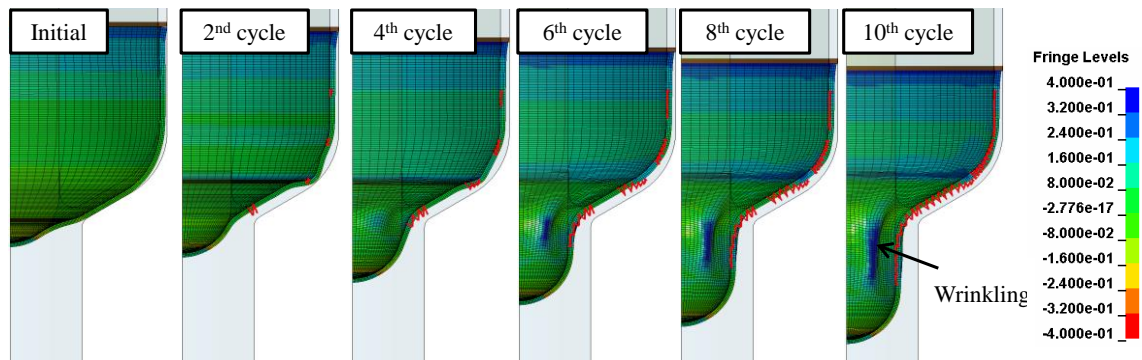 Initial
2nd cycle
4th cycle
6th cycle
8th cycle
10th cycle
Fringe Levels
4.000e-01
3.200e-01
2.400e-01
1.600e-01
8.000e-02
-2.776e-17
-8.000e-02
-1.600e-01
-2.400e-01
-3.200e-01
-4.000e-01
Wrinkling